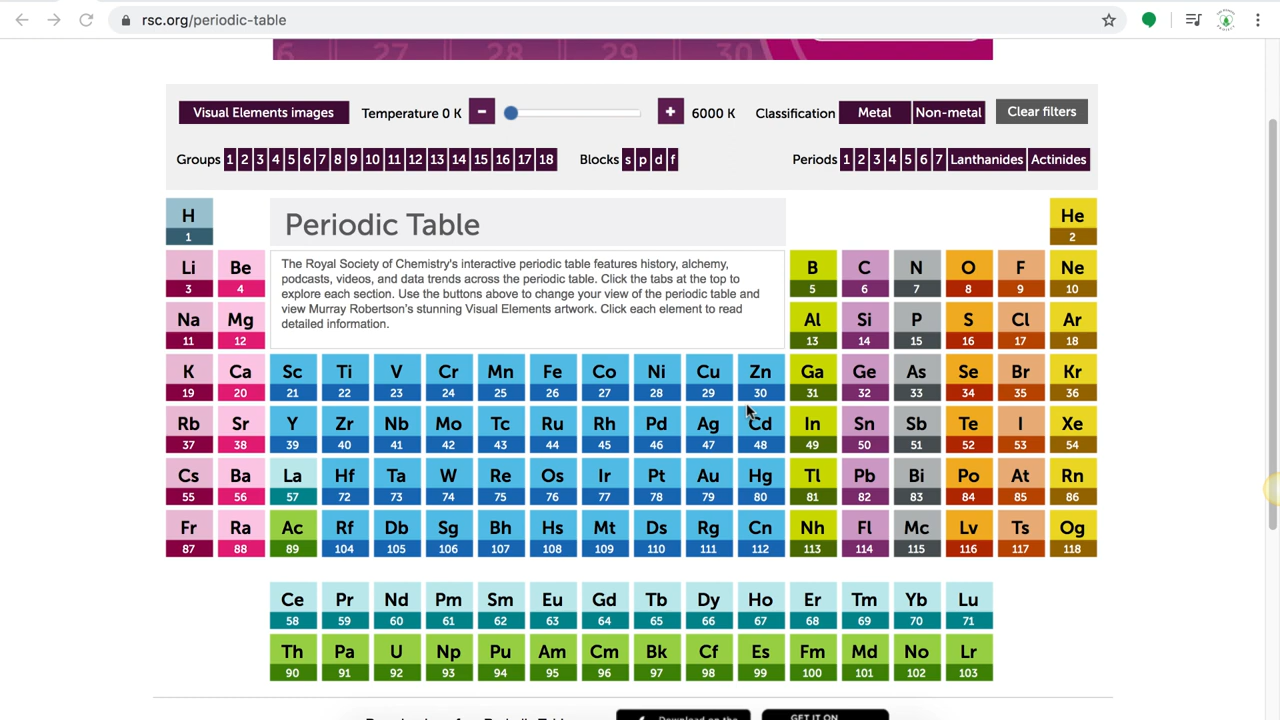 rsc.org/periodic-table
6 27 28 29 30
Visual Elements images Temperature 0 K - + 6000 K Classification Metal Non-metal Clear filters
Groups 1 2 3 4 5 6 7 8 9 10 11 12 13 14 15 16 17 18 Blocks s p d f Periods 1 2 3 4 5 6 7 Lanthanides Actinides
H Periodic Table He
1 2
Li Be B C N O F Ne
3 4 5 6 7 8 9 10
The Royal Society of Chemistry's interactive periodic table features history, alchemy,
podcasts, videos, and data trends across the periodic table. Click the tabs at the top to
explore each section. Use the buttons above to change your view of the periodic table and
view Murray Robertson's stunning Visual Elements artwork. Click each element to read
detailed information.
Na Mg Al Si P S Cl Ar
11 12 13 14 15 16 17 18
K Ca Sc Ti V Cr Mn Fe Co Ni Cu Zn Ga Ge As Se Br Kr
19 20 21 22 23 24 25 26 27 28 29 30 31 32 33 34 35 36
Rb Sr Y Zr Nb Mo Tc Ru Rh Pd Ag Cd In Sn Sb Te I Xe
37 38 39 40 41 42 43 44 45 46 47 48 49 50 51 52 53 54
Cs Ba La Hf Ta W Re Os Ir Pt Au Hg Tl Pb Bi Po At Rn
55 56 57 72 73 74 75 76 77 78 79 80 81 82 83 84 85 86
Fr Ra Ac Rf Db Sg Bh Hs Mt Ds Rg Cn Nh Fl Mc Lv Ts Og
87 88 89 104 105 106 107 108 109 110 111 112 113 114 115 116 117 118
Ce Pr Nd Pm Sm Eu Gd Tb Dy Ho Er Tm Yb Lu
58 59 60 61 62 63 64 65 66 67 68 69 70 71
Th Pa U Np Pu Am Cm Bk Cf Es Fm Md No Lr
90 91 92 93 94 95 96 97 98 99 100 101 102 103
Download on the GET IT ON